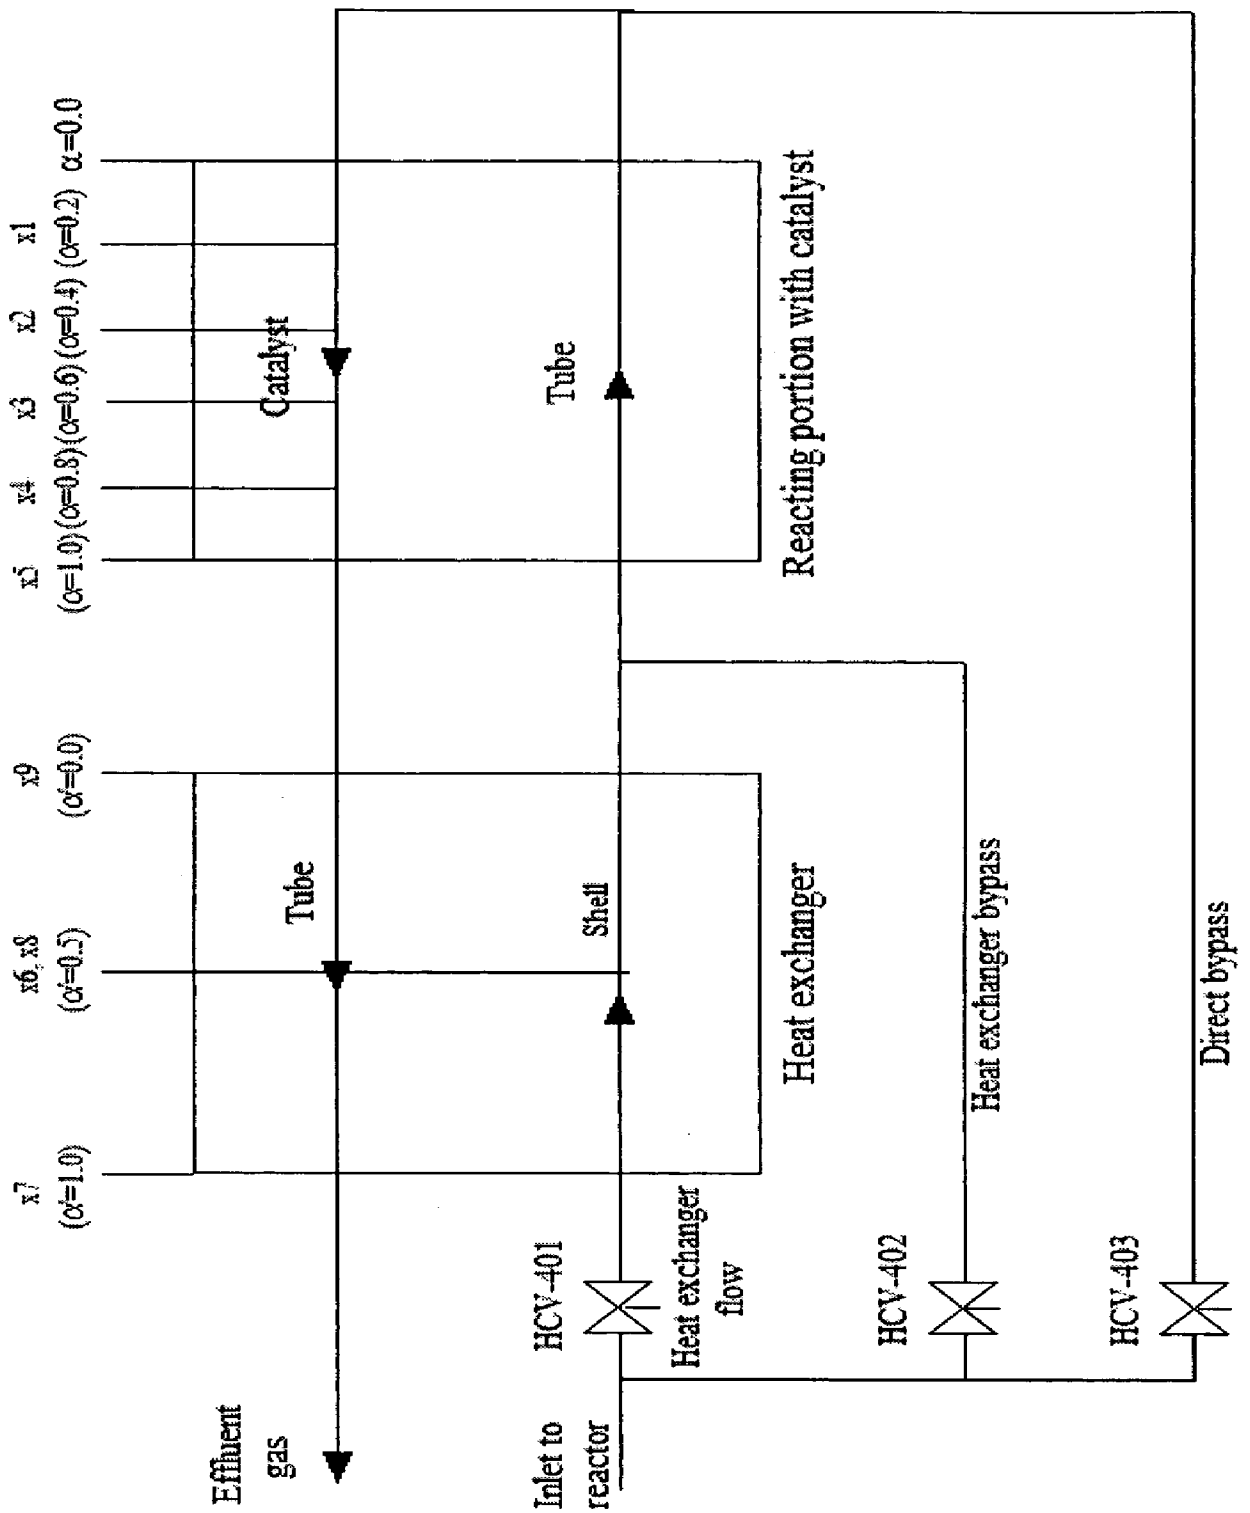 x7
x6, x8
x9
x5
x4
x3
x2
x1
(α'=1.0)
(α'=0.5)
(α'=0.0)
(α=1.0)
(α=0.8)
(α=0.6)
(α=0.4)
(α=0.2)
α=0.0
Effluent
gas
Tube
Catalyst
Inlet to
reactor
HCV-401
Shell
Tube
Heat exchanger
flow
Heat exchanger
Reacting portion with catalyst
HCV-402
Heat exchanger bypass
HCV-403
Direct bypass